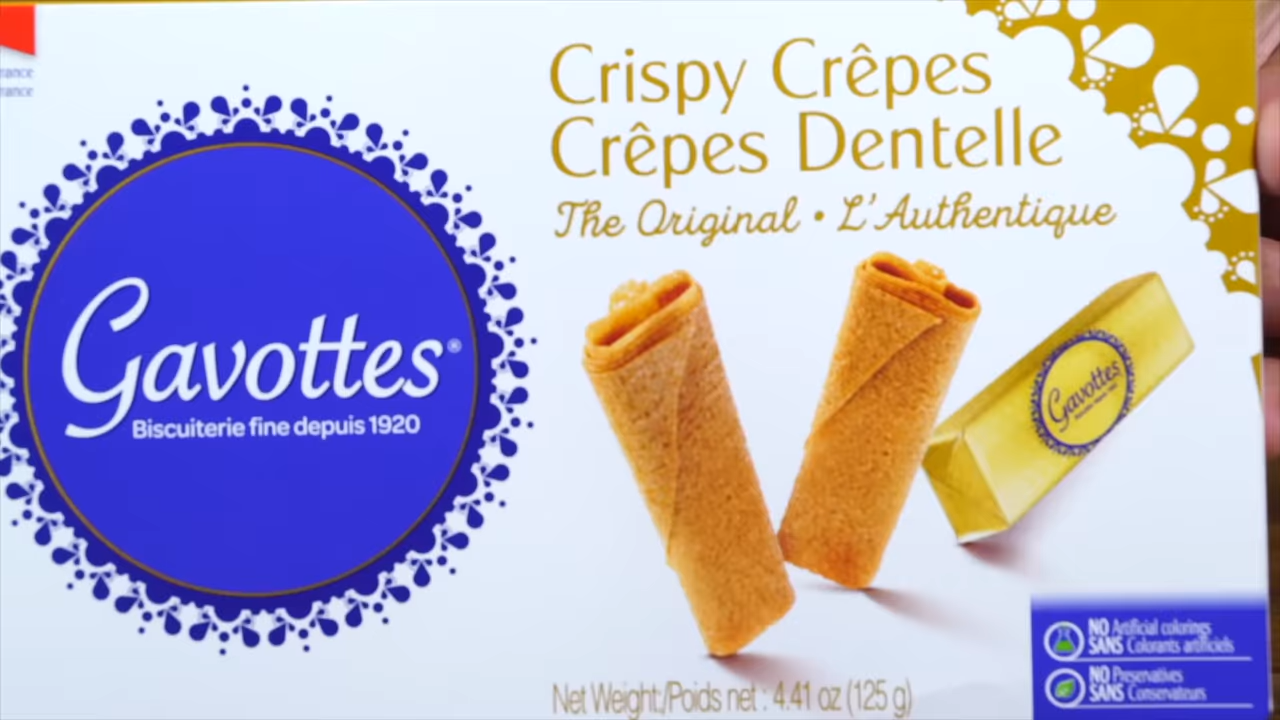 Crispy Crêpes
Crêpes Dentelle
The Original • L'Authentique
Gavottes®
Biscuiterie fine depuis 1920
Gavottes
NO Artificial colorings
SANS Colorants artificiels
NO Preservatives
SANS Conservateurs
Net Weight:/Poids net : 4.41 oz (125 g)